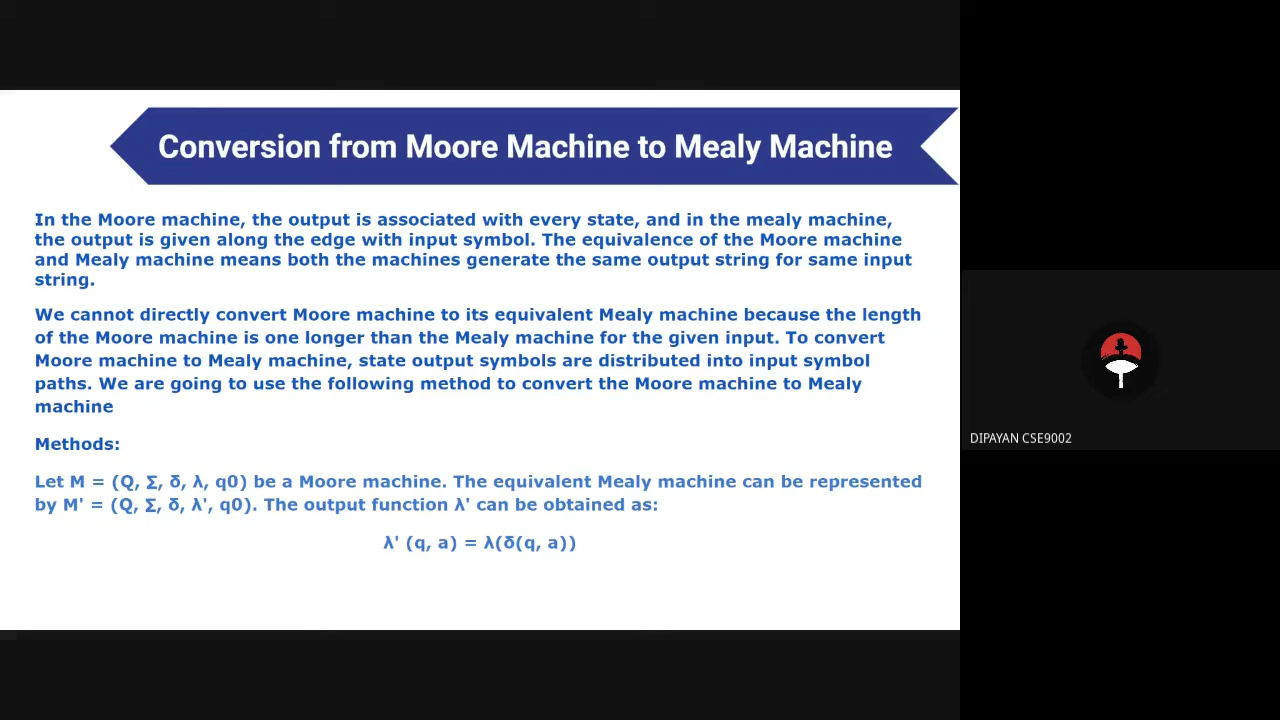 Conversion from Moore Machine to Mealy Machine
In the Moore machine, the output is associated with every state, and in the mealy machine,
the output is given along the edge with input symbol. The equivalence of the Moore machine
and Mealy machine means both the machines generate the same output string for same input
string.
We cannot directly convert Moore machine to its equivalent Mealy machine because the length
of the Moore machine is one longer than the Mealy machine for the given input. To convert
Moore machine to Mealy machine, state output symbols are distributed into input symbol
paths. We are going to use the following method to convert the Moore machine to Mealy
machine
Methods:
Let M = (Q, Σ, δ, λ, q0) be a Moore machine. The equivalent Mealy machine can be represented
by M' = (Q, Σ, δ, λ', q0). The output function λ' can be obtained as:
λ' (q, a) = λ(δ(q, a))
DIPAYAN CSE9002